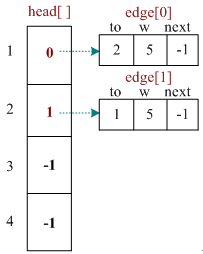 head[ ] edge[0]
to w next
1 0 2 5 -1
edge[1]
to w next
2 1 1 5 -1
3 -1
4 -1